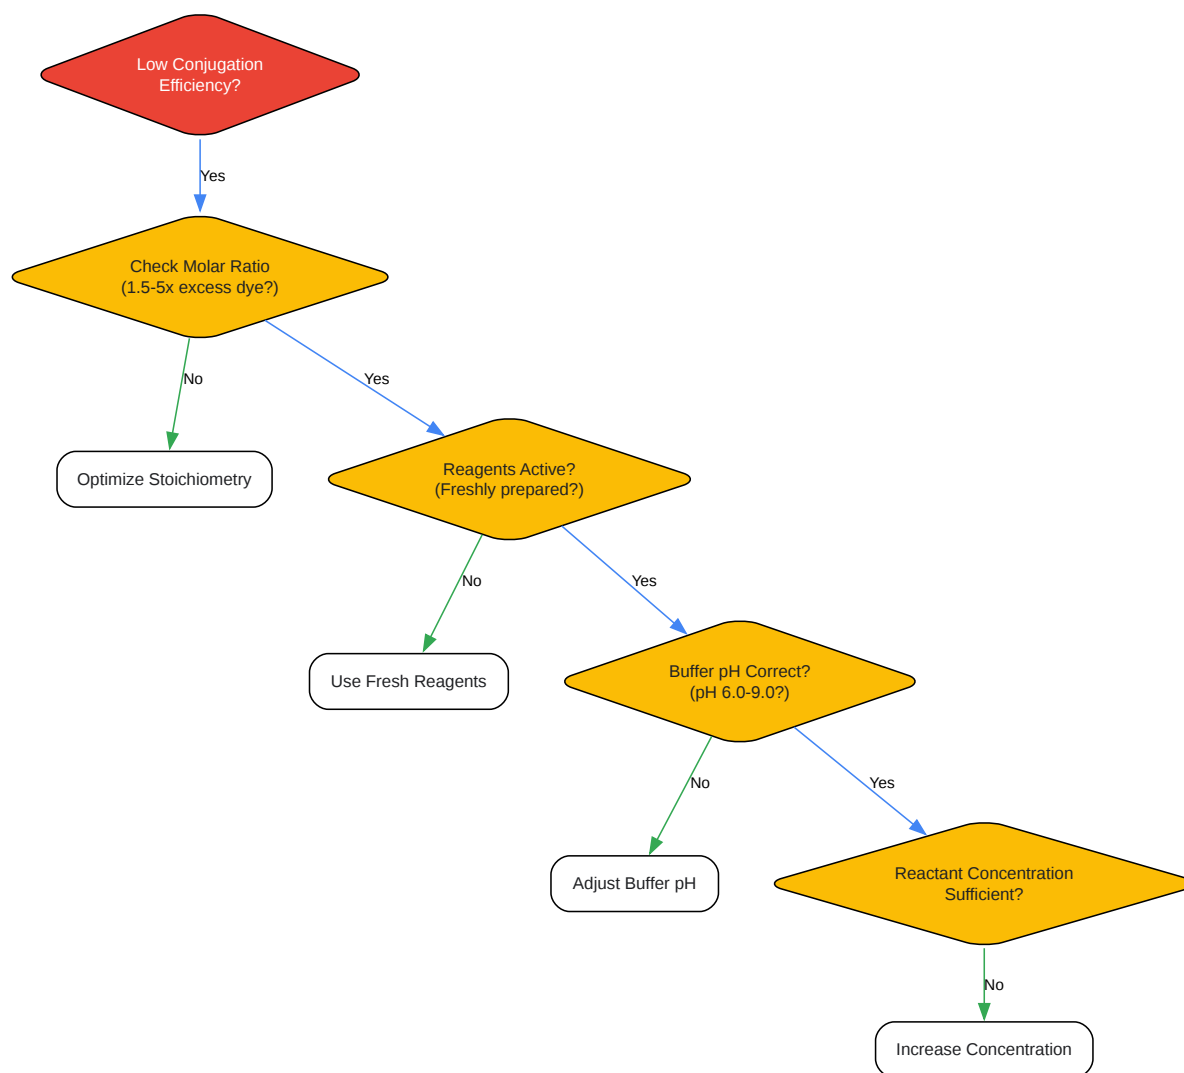 Low Conjugation
Efficiency?
Yes
Check Molar Ratio
(1.5-5x excess dye?)
No
Yes
Optimize Stoichiometry
Reagents Active?
(Freshly prepared?)
No
Yes
Use Fresh Reagents
Buffer pH Correct?
(pH 6.0-9.0?)
No
Yes
Adjust Buffer pH
Reactant Concentration
Sufficient?
No
Increase Concentration